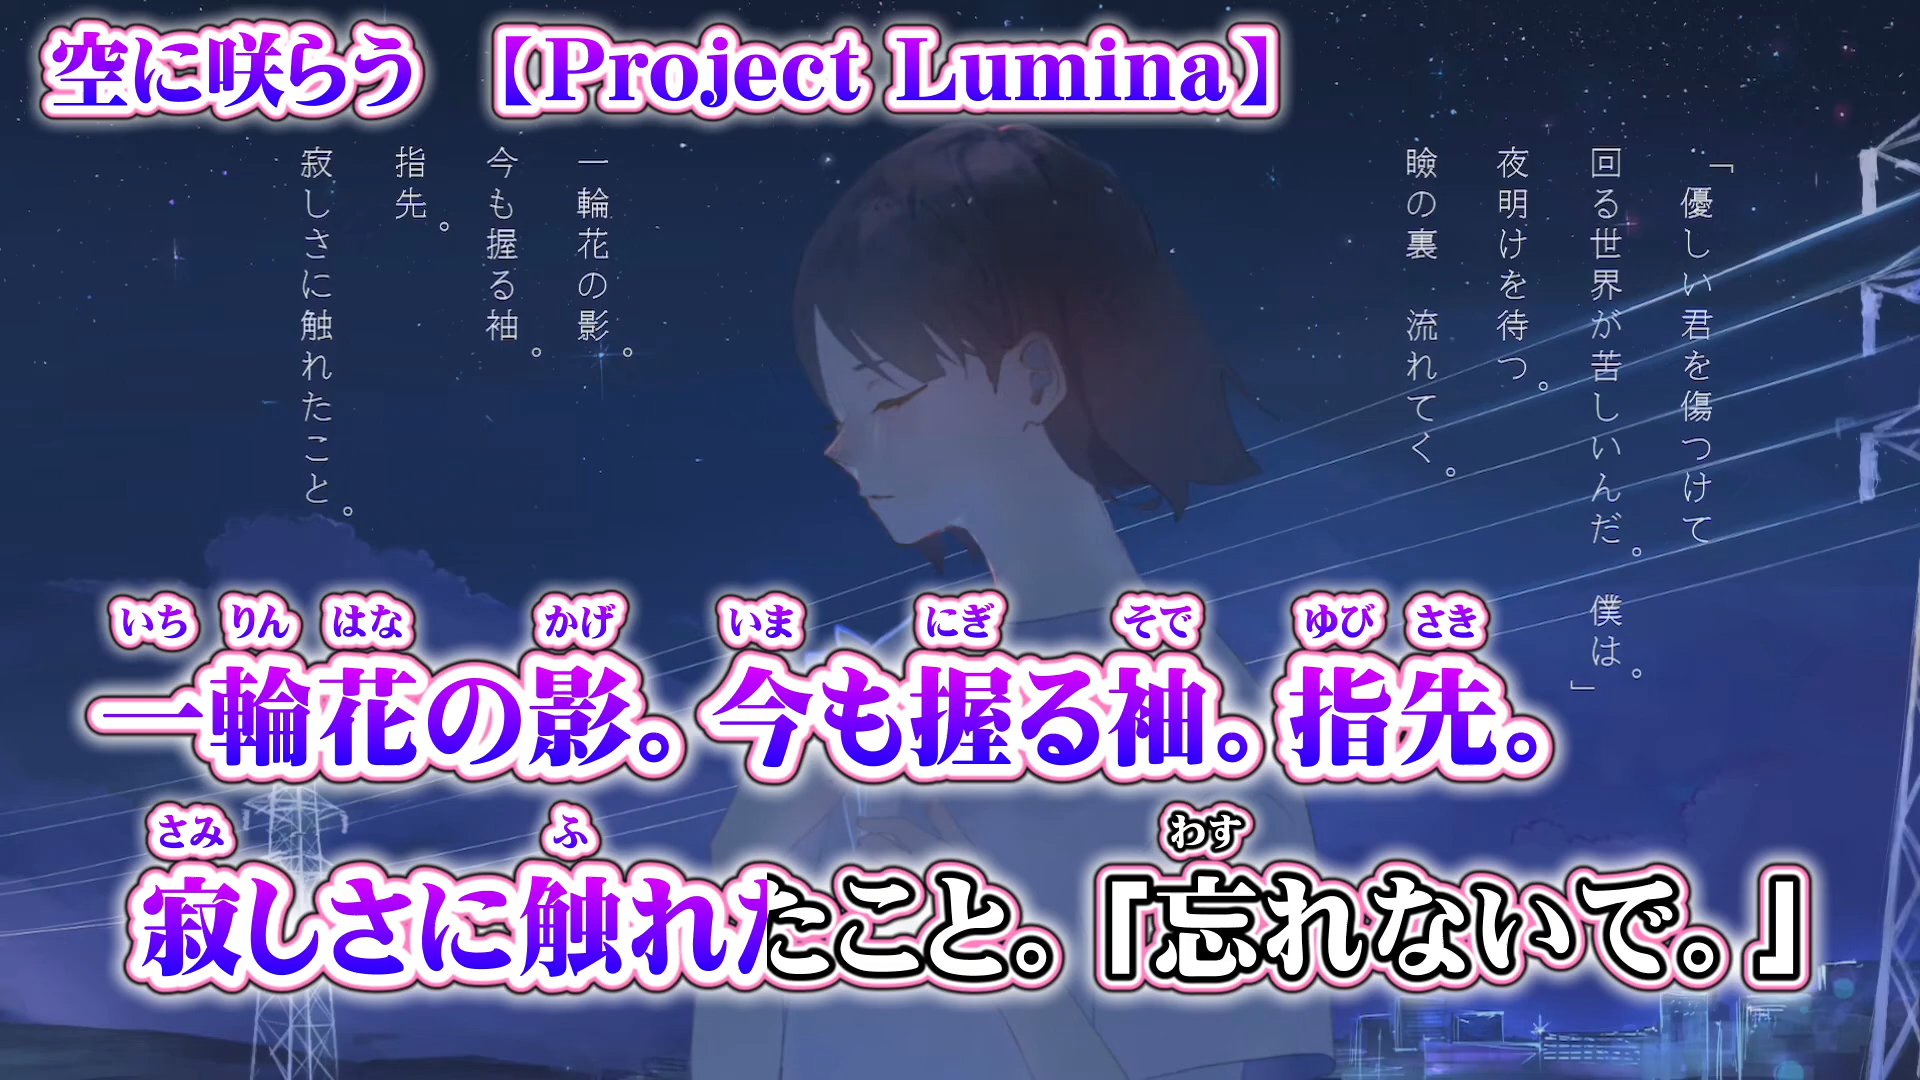 空に咲らう 【Project Lumina】
「優しい君を傷つけて
回る世界が苦しいんだ。僕は。」
夜明けを待つ。
瞼の裏 流れてく。
一輪花の影。
今も握る袖。
指先。
寂しさに触れたこと。
いち りん はな かげ いま にぎ そで ゆび さき
一輪花の影。今も握る袖。指先。
さみ ふ わす
寂しさに触れたこと。「忘れないで。」